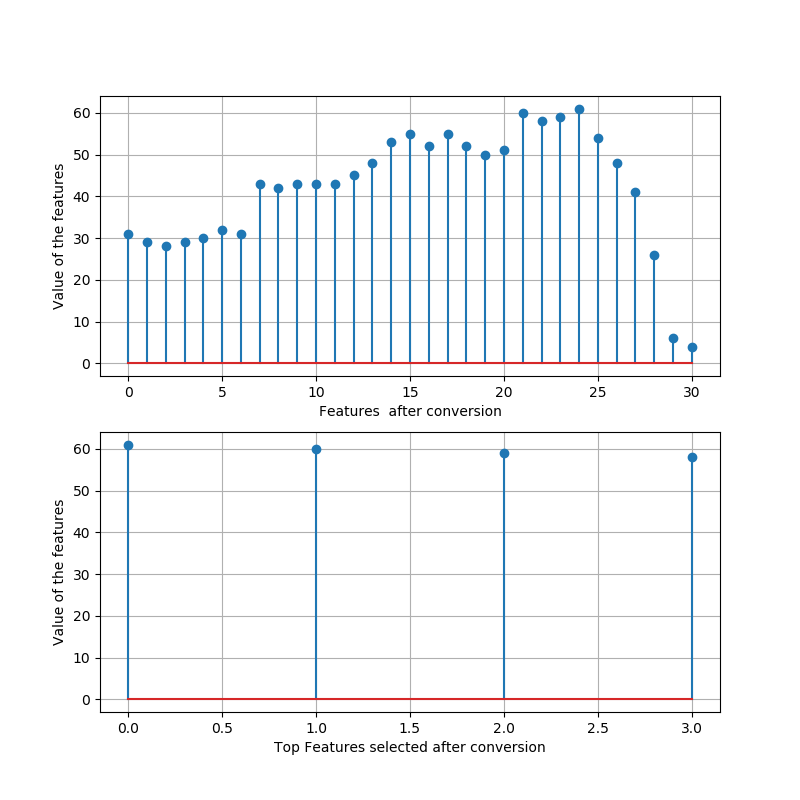 60
50
40
30
20
10
0
Value of the features
0 5 10 15 20 25 30
Features  after conversion
60
50
40
30
20
10
0
Value of the features
0.0 0.5 1.0 1.5 2.0 2.5 3.0
Top Features selected after conversion